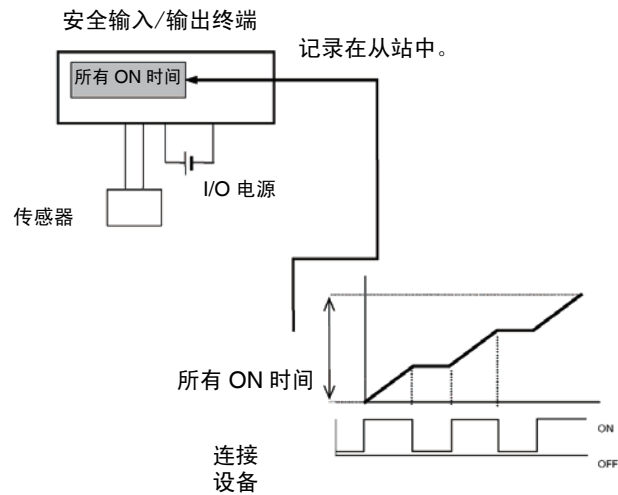 安全输入/输出终端
记录在从站中。
所有 ON 时间
I/O 电源
传感器
所有 ON 时间
ON
OFF
连接
设备